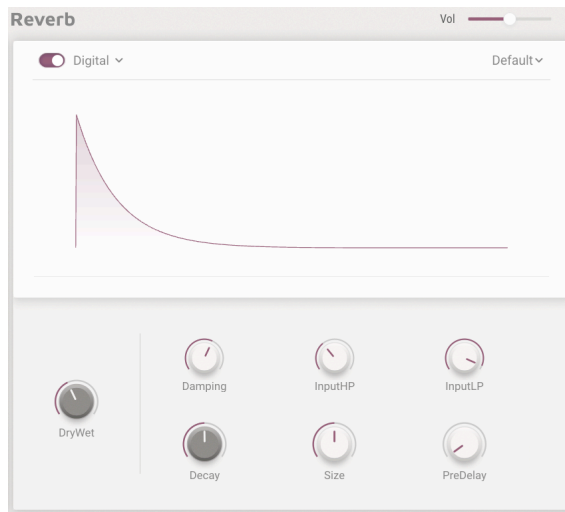 Reverb
Vol
Digital
Default
Damping
InputHP
InputLP
DryWet
Decay
Size
PreDelay